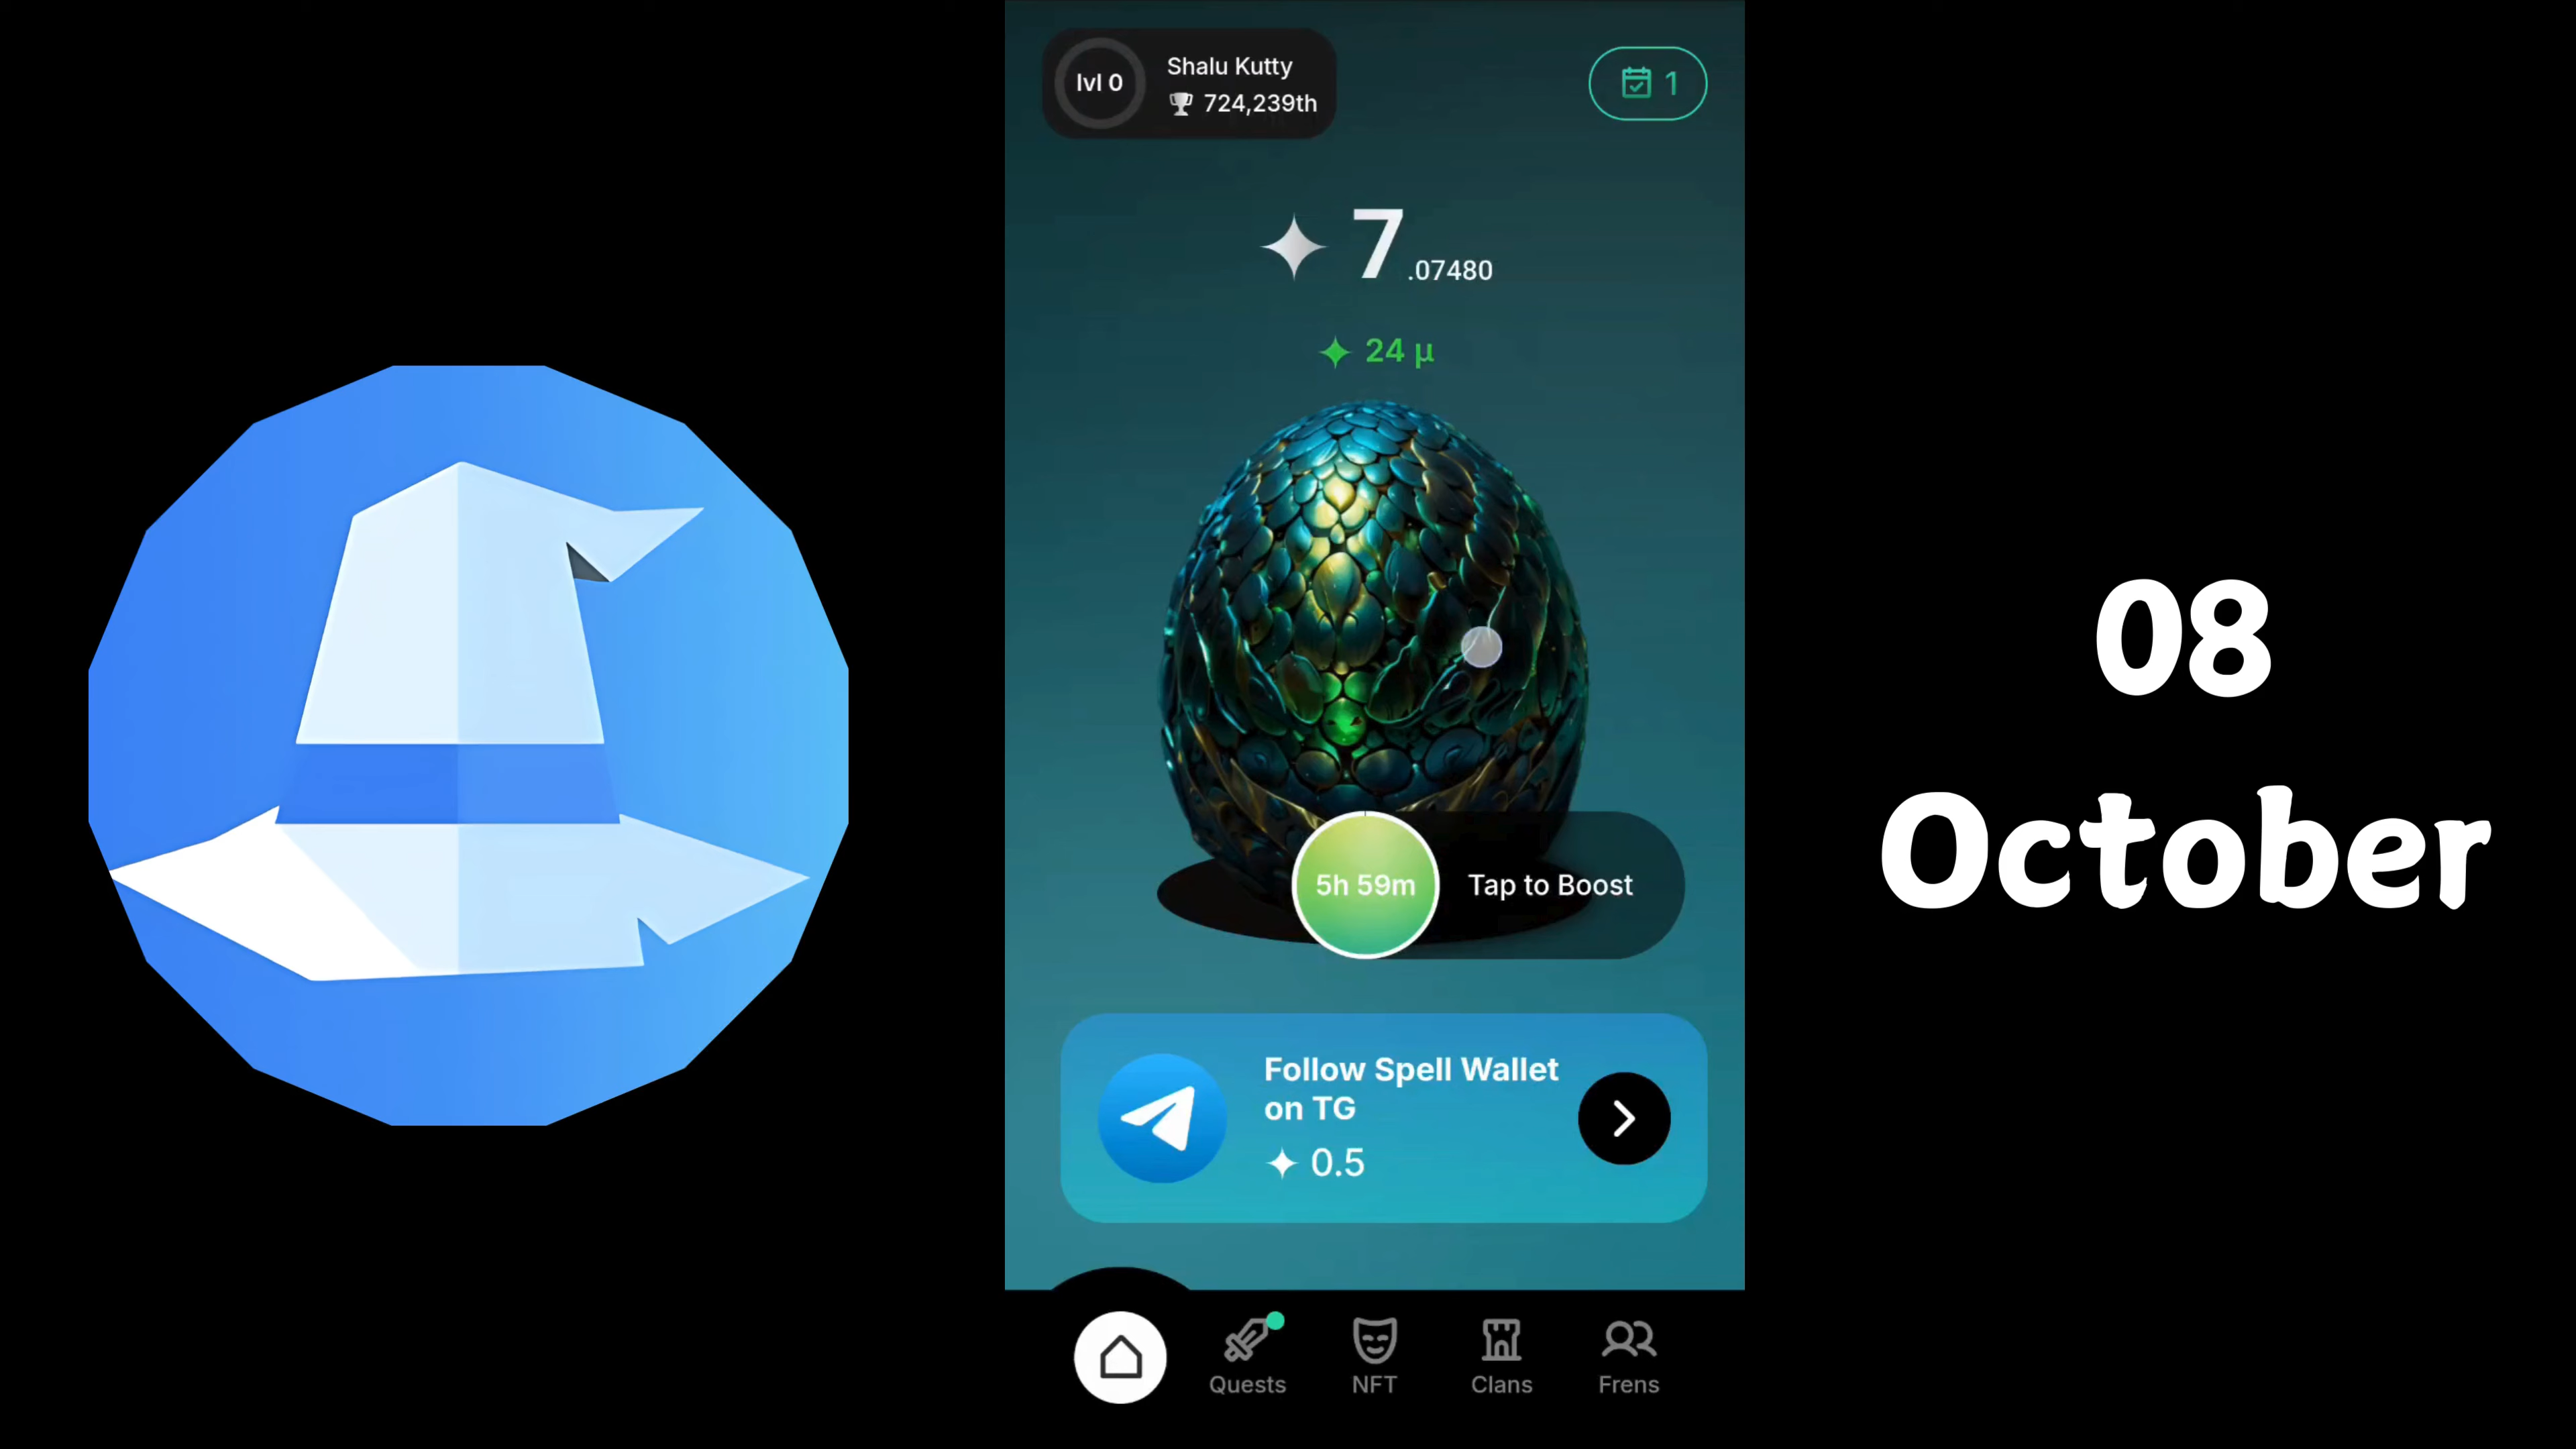 lvl 0
Shalu Kutty
724,239th
1
7.07480
24 µ
5h 59m
Tap to Boost
Follow Spell Wallet
on TG
0.5
Quests
NFT
Clans
Frens
08
October